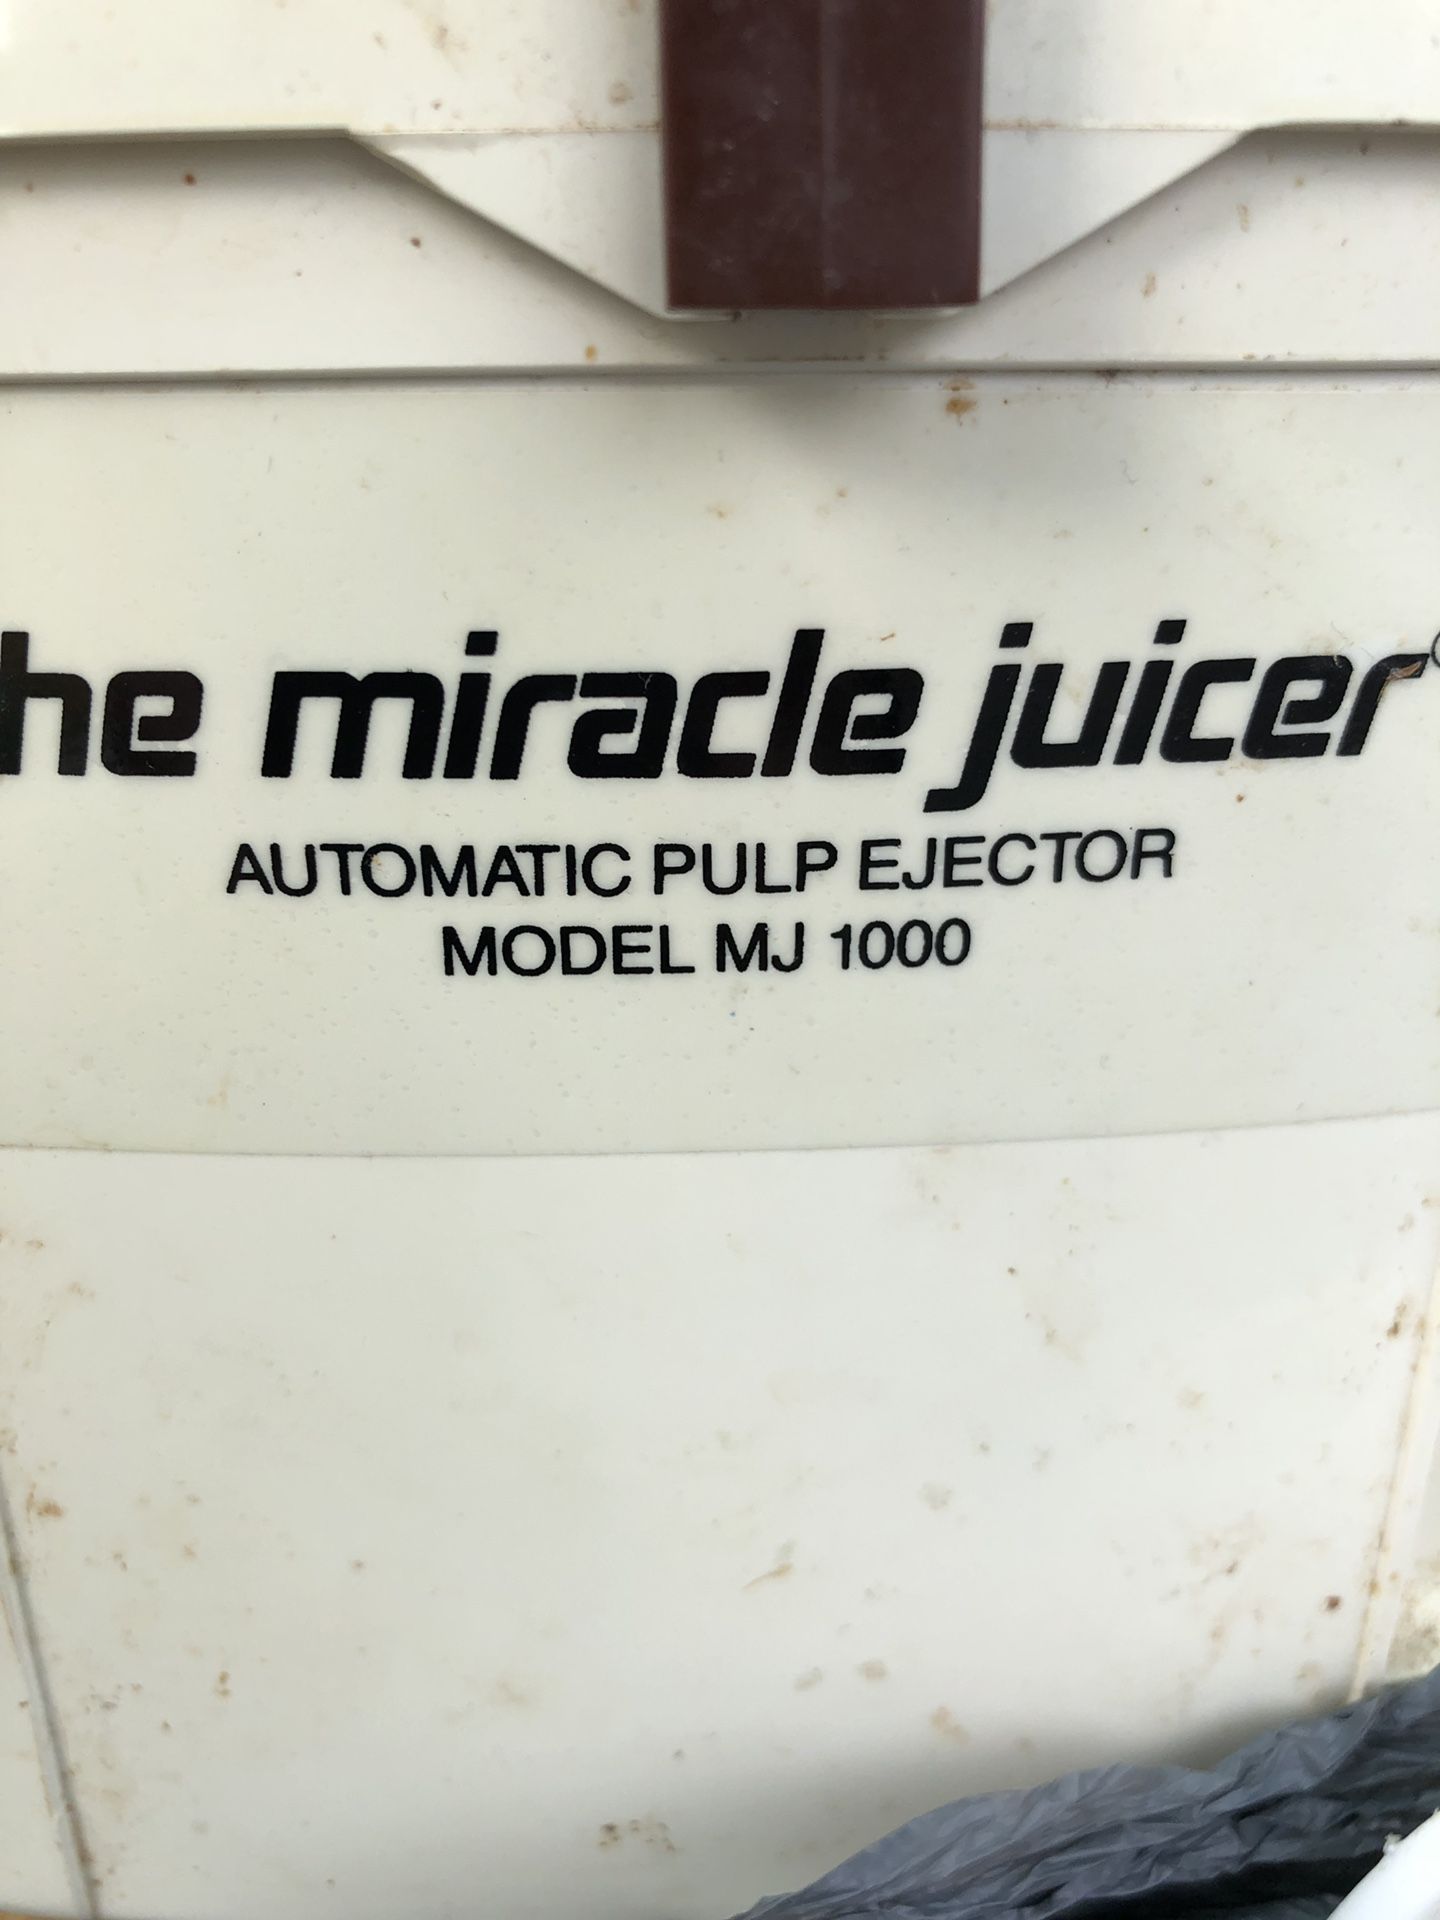 he miracle juicer
AUTOMATIC PULP EJECTOR
MODEL MJ 1000